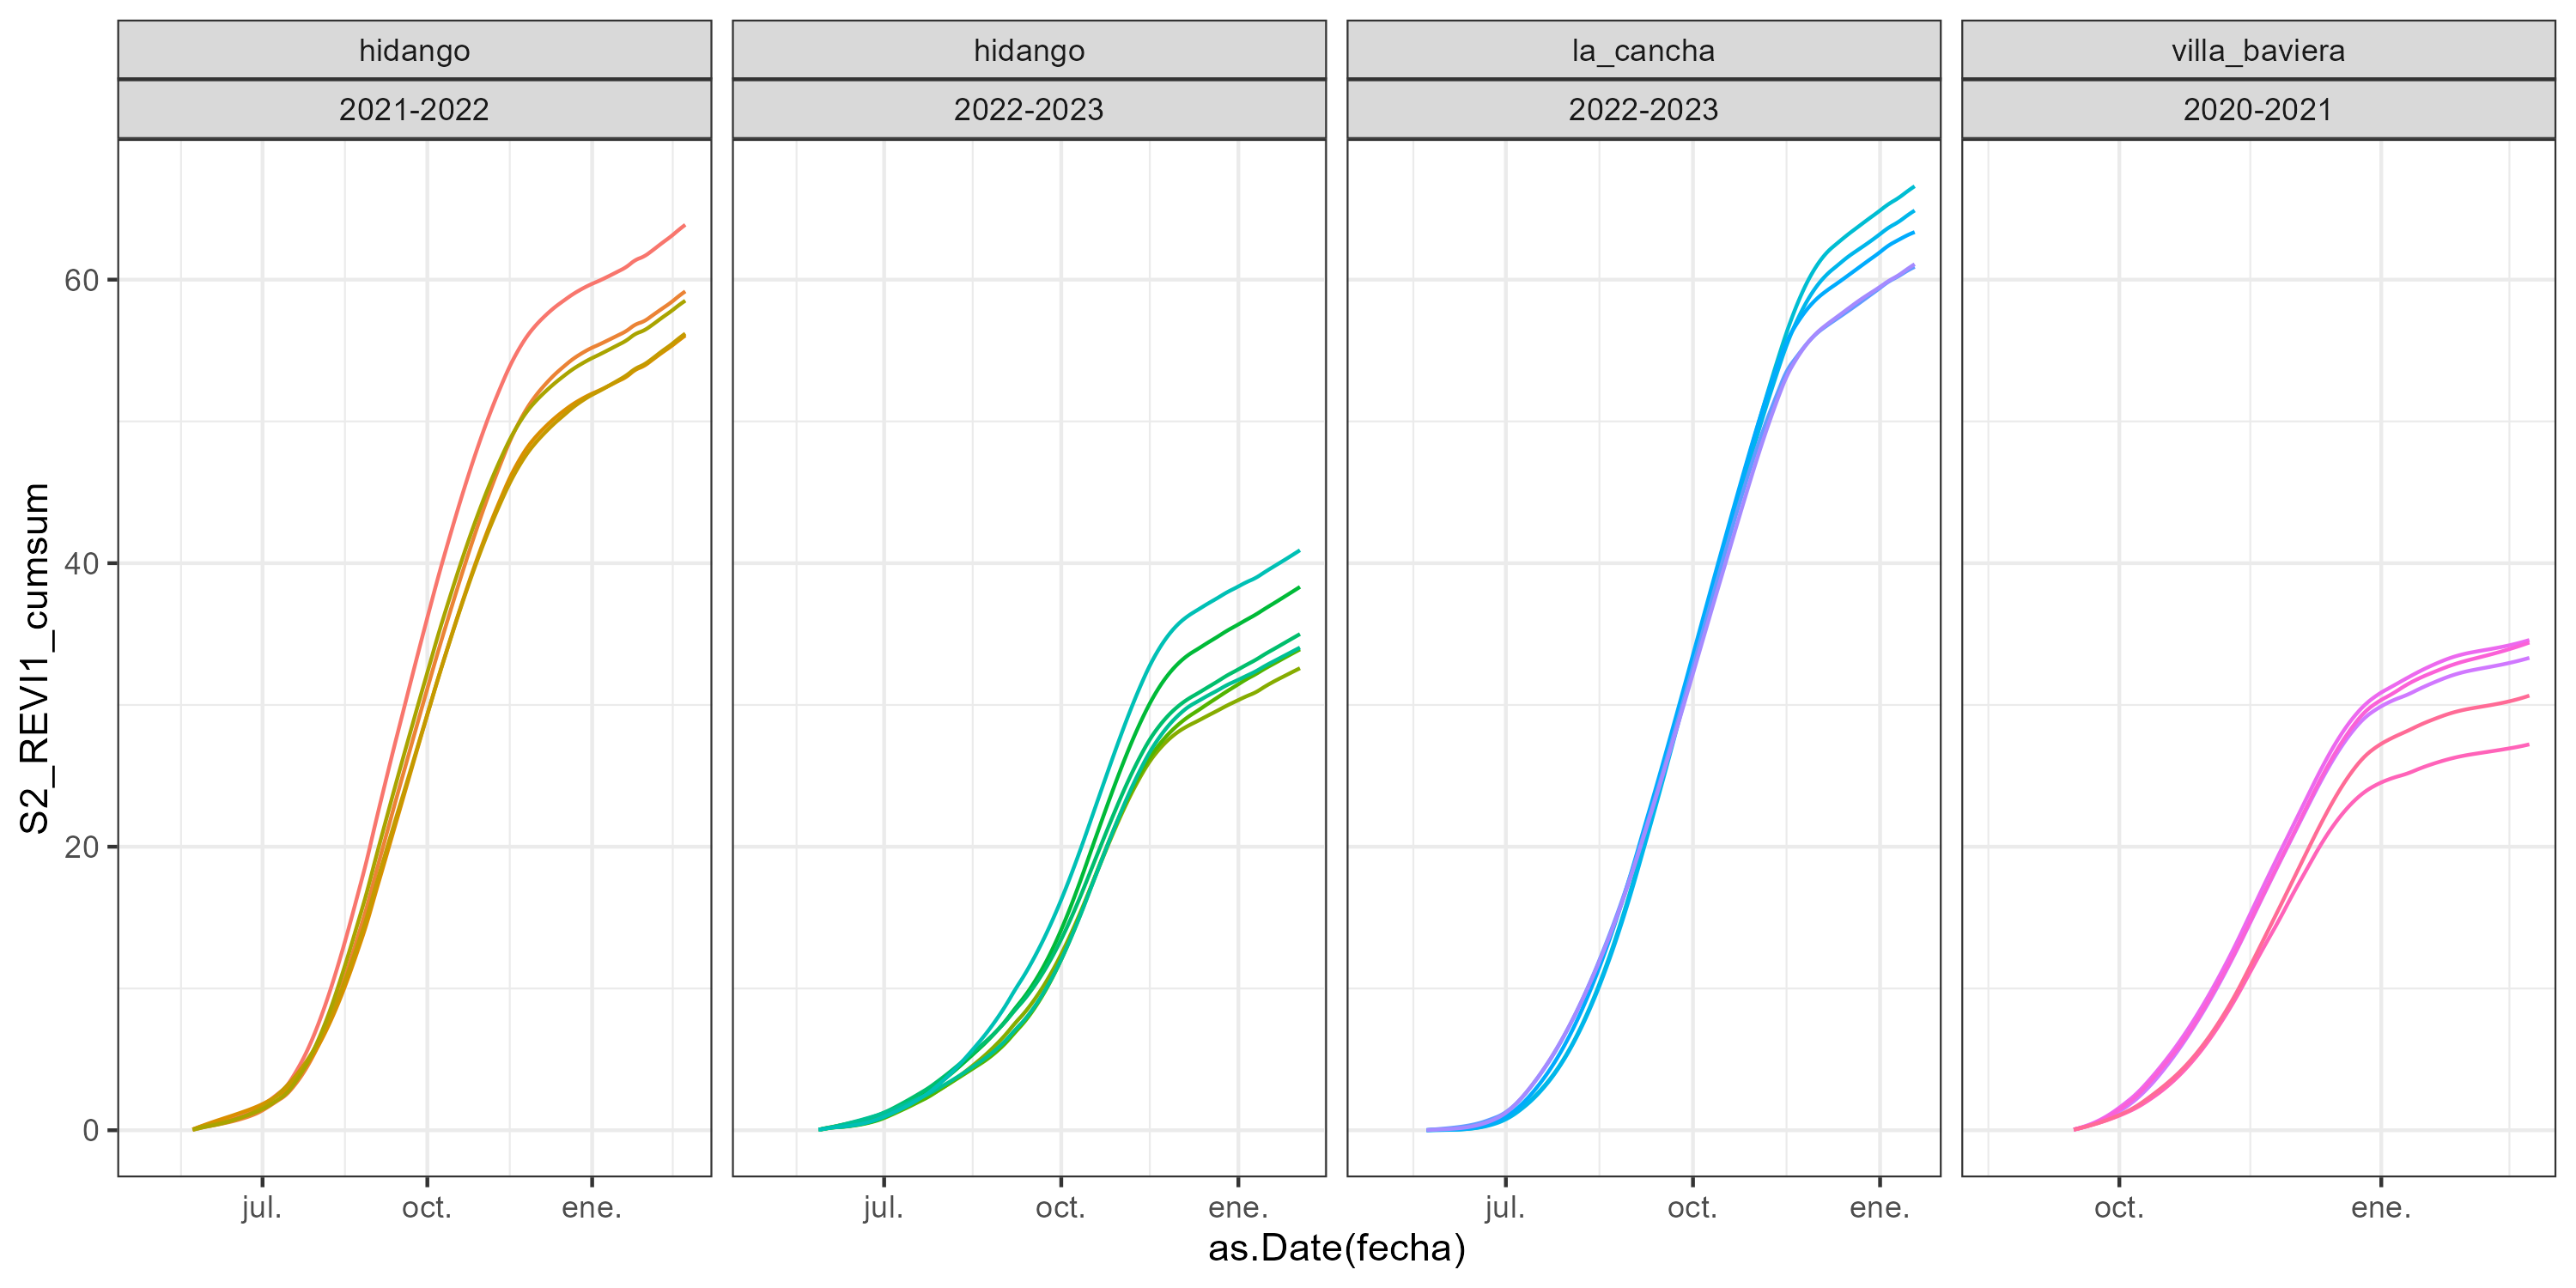 hidango
hidango
la_cancha
villa_baviera
2021-2022
2022-2023
2022-2023
2020-2021
S2_REVI1_cumsum
60
40
20
0
jul.
oct.
ene.
jul.
oct.
ene.
jul.
oct.
ene.
oct.
ene.
as.Date(fecha)